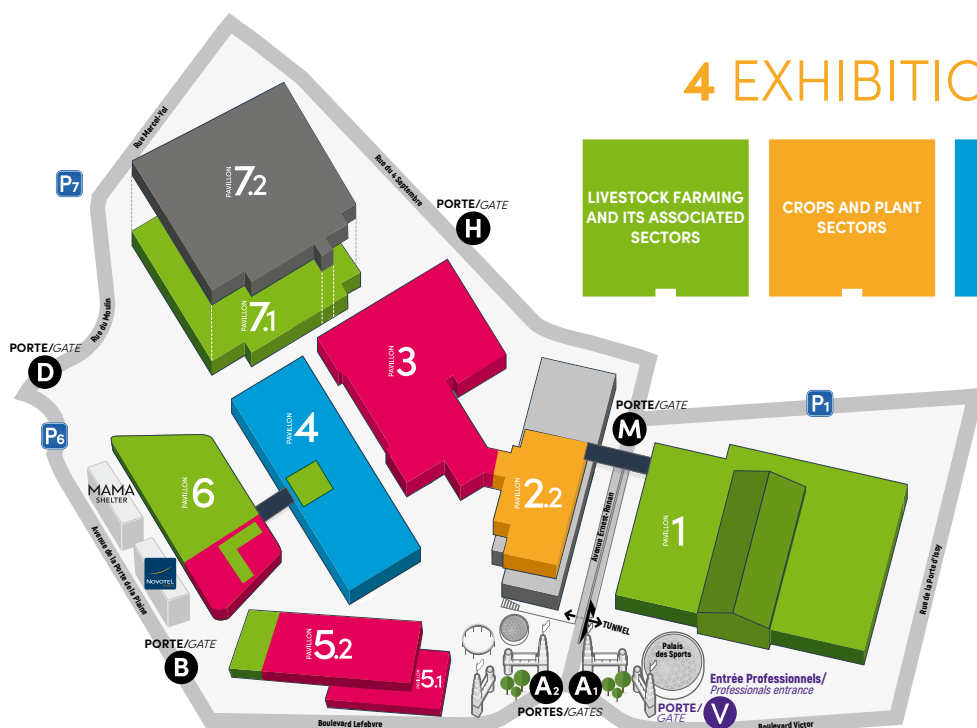 4 EXHIBITIO
LIVESTOCK FARMING
AND ITS ASSOCIATED
SECTORS
CROPS AND PLANT
SECTORS
Rue Marcel-Yol
Rue du 4 Septembre
P7
PAVILLON 7.2
PORTE/GATE
H
PAVILLON 7.1
Rue du Moulin
PAVILLON 3
PORTE/GATE
D
P1
PORTE/GATE
M
PAVILLON 4
P6
PAVILLON 6
MAMA
SHELTER
PAVILLON 2.2
Avenue Ernest-Renan
PAVILLON 1
Rue de la Porte d'Issy
Avenue de la Porte de la Plaine
NOVOTEL
TUNNEL
PORTE/GATE
B
PAVILLON 5.2
PAVILLON 5.1
Palais
des Sports
A2 A1
PORTES/GATES
Entrée Professionnels/
Professionals entrance
PORTE/
GATE
V
Boulevard Lefebvre
Boulevard Victor